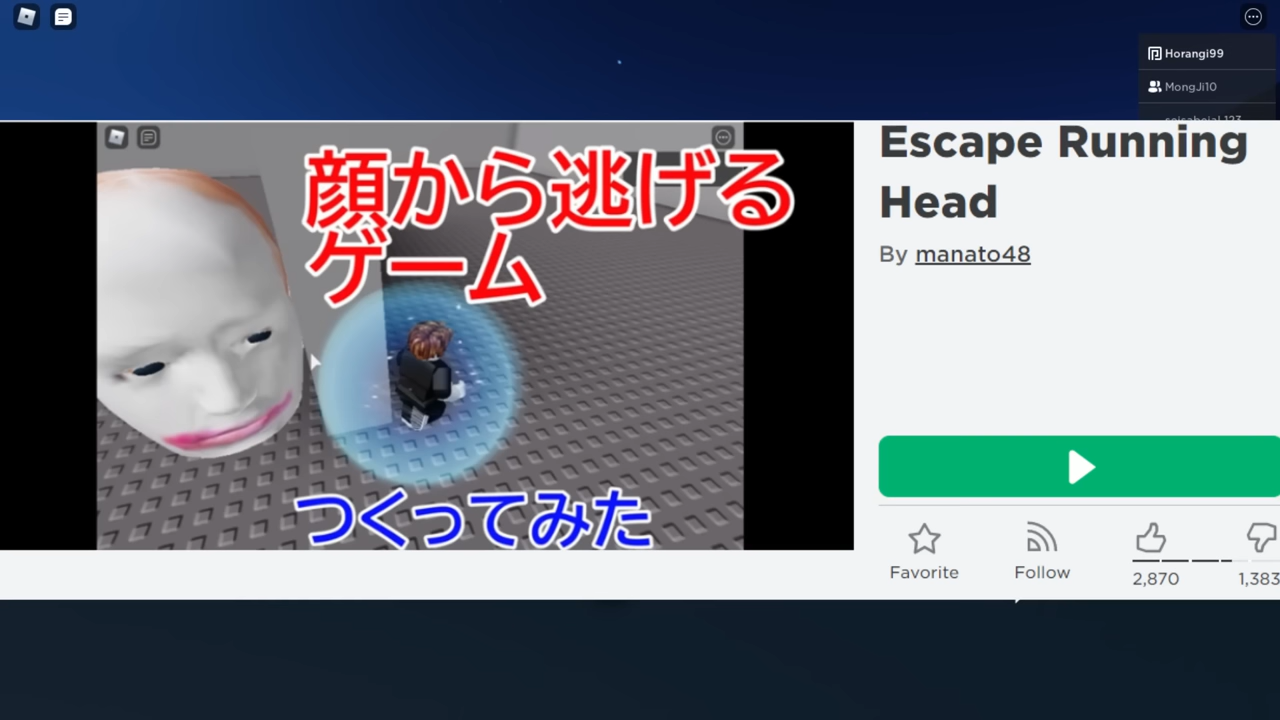 Horangi99
MongJi10
Escape Running
Head
By manato48
顔から逃げる
ゲーム
つくってみた
Favorite
Follow
2,870
1,383